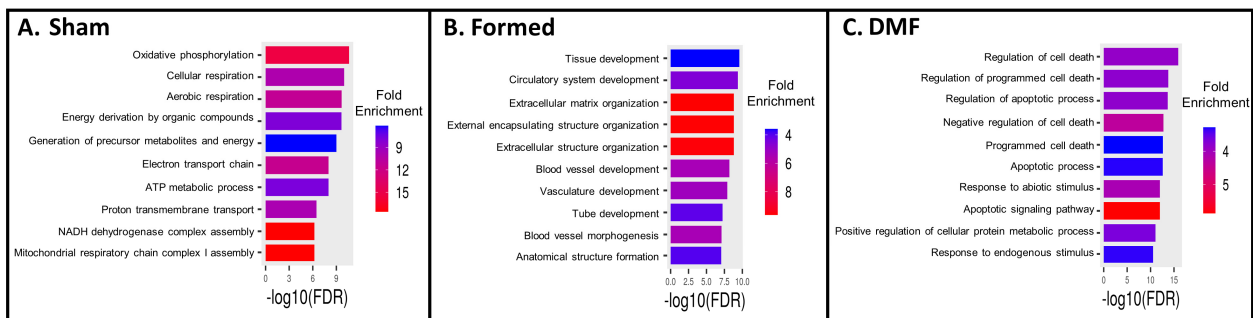 A. Sham
Oxidative phosphorylation
Cellular respiration
Aerobic respiration
Energy derivation by organic compounds
Generation of precursor metabolites and energy
Electron transport chain
ATP metabolic process
Proton transmembrane transport
NADH dehydrogenase complex assembly
Mitochondrial respiratory chain complex I assembly
0 3 6 9
-log10(FDR)
Fold
Enrichment
9
12
15
B. Formed
Tissue development
Circulatory system development
Extracellular matrix organization
External encapsulating structure organization
Extracellular structure organization
Blood vessel development
Vasculature development
Tube development
Blood vessel morphogenesis
Anatomical structure formation
0.0 2.5 5.0 7.5 10.0
-log10(FDR)
Fold
Enrichment
4
6
8
C. DMF
Regulation of cell death
Regulation of programmed cell death
Regulation of apoptotic process
Negative regulation of cell death
Programmed cell death
Apoptotic process
Response to abiotic stimulus
Apoptotic signaling pathway
Positive regulation of cellular protein metabolic process
Response to endogenous stimulus
0 5 10 15
-log10(FDR)
Fold
Enrichment
4
5